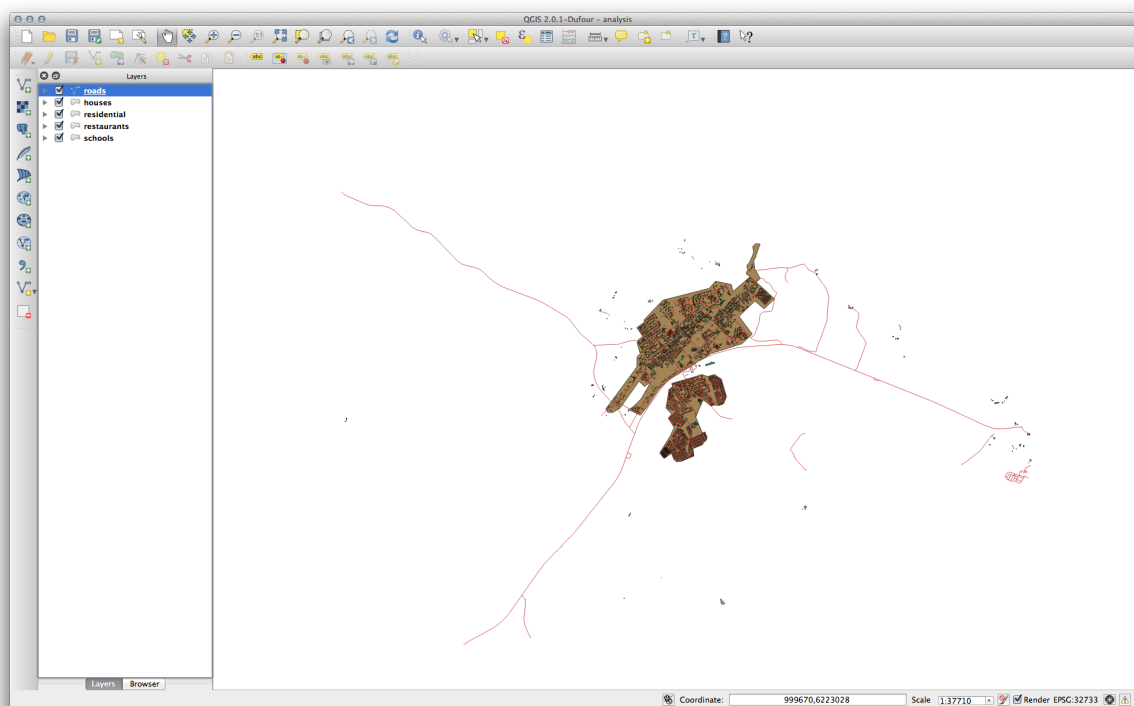 QGIS 2.0.1-Dufour - analysis
Layers
roads
houses
residential
restaurants
schools
Layers Browser
Coordinate: 999670,6223028 Scale 1:37710 Render EPSG:32733